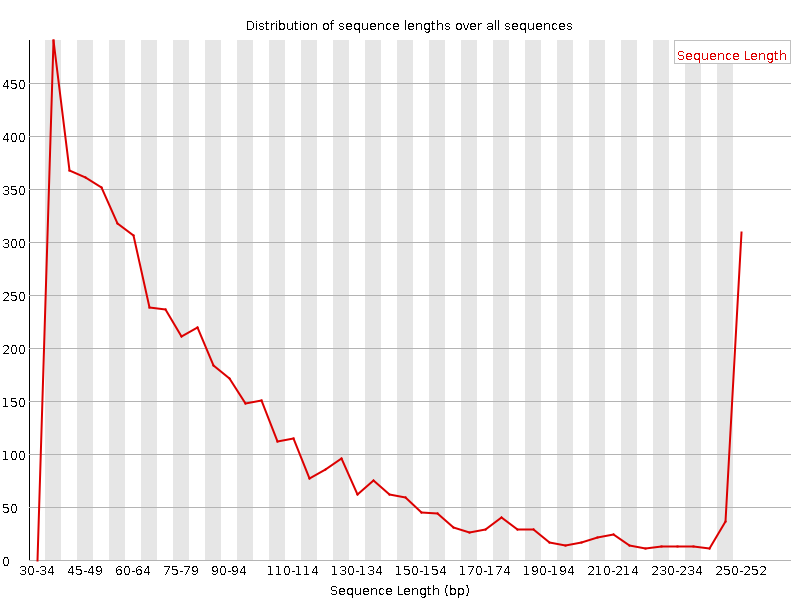 Distribution of sequence lengths over all sequences
Sequence Length
450
400
350
300
250
200
150
100
50
0
30-34 45-49 60-64 75-79 90-94 110-114 130-134 150-154 170-174 190-194 210-214 230-234 250-252
Sequence Length (bp)